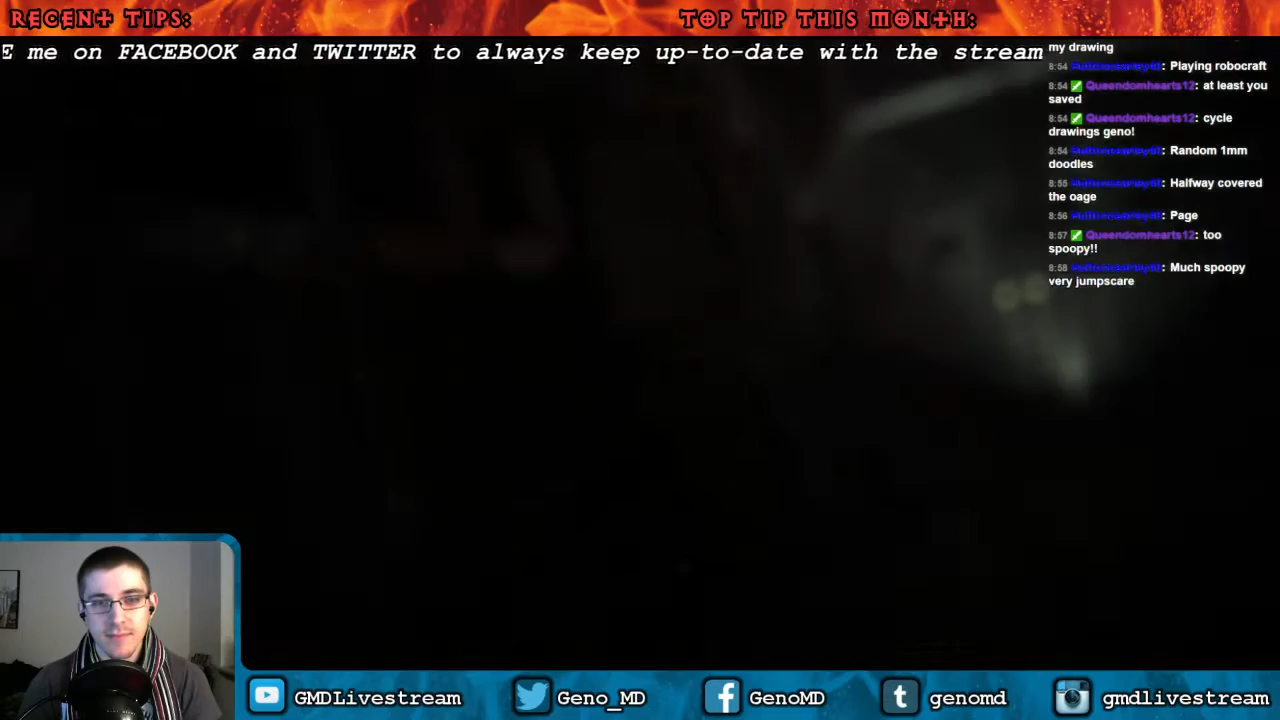 RECENT TIPS:
TOP TIP THIS MONTH:
E me on FACEBOOK and TWITTER to always keep up-to-date with the stream
my drawing
8:54 : Playing robocraft
8:54 Queendomhearts12: at least you
saved
8:54 Queendomhearts12: cycle
drawings geno!
8:54 : Random 1mm
doodles
8:55 : Halfway covered
the oage
8:56 : Page
8:57 Queendomhearts12: too
spoopy!!
8:58 : Much spoopy
very jumpscare
GMDLivestream
Geno_MD
GenoMD
genomd
gmdlivestream